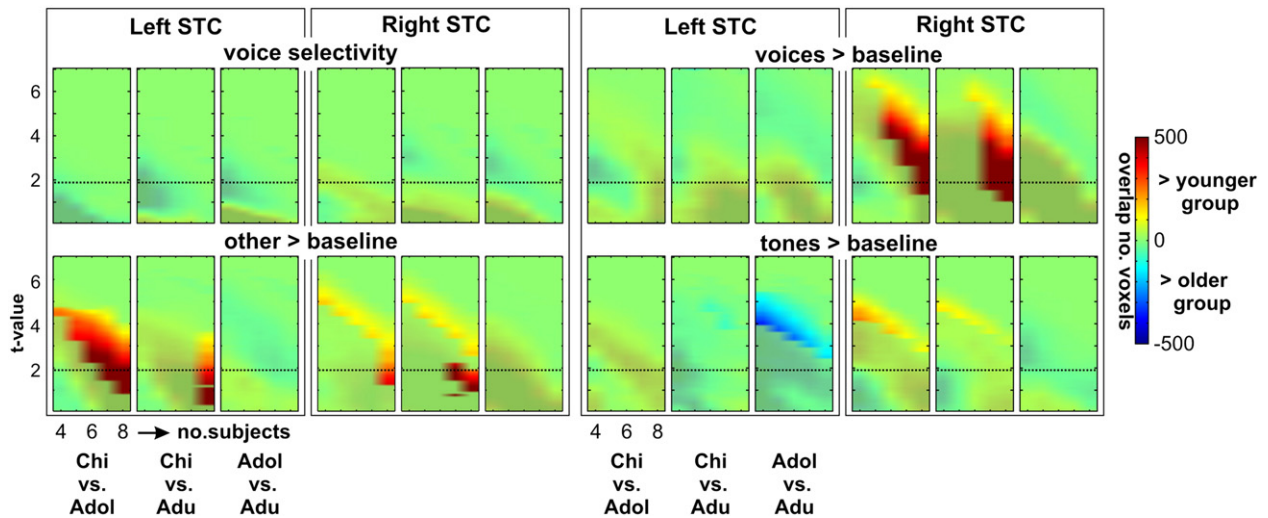 Left STC
Right STC
voice selectivity
Left STC
Right STC
voices > baseline
6
4
2
500
> younger
group
0
> older
group
-500
overlap no. voxels
other > baseline
tones > baseline
6
4
2
t-value
4 6 8 → no.subjects
4 6 8
Chi
vs.
Adol
Chi
vs.
Adu
Adol
vs.
Adu
Chi
vs.
Adol
Chi
vs.
Adu
Adol
vs.
Adu